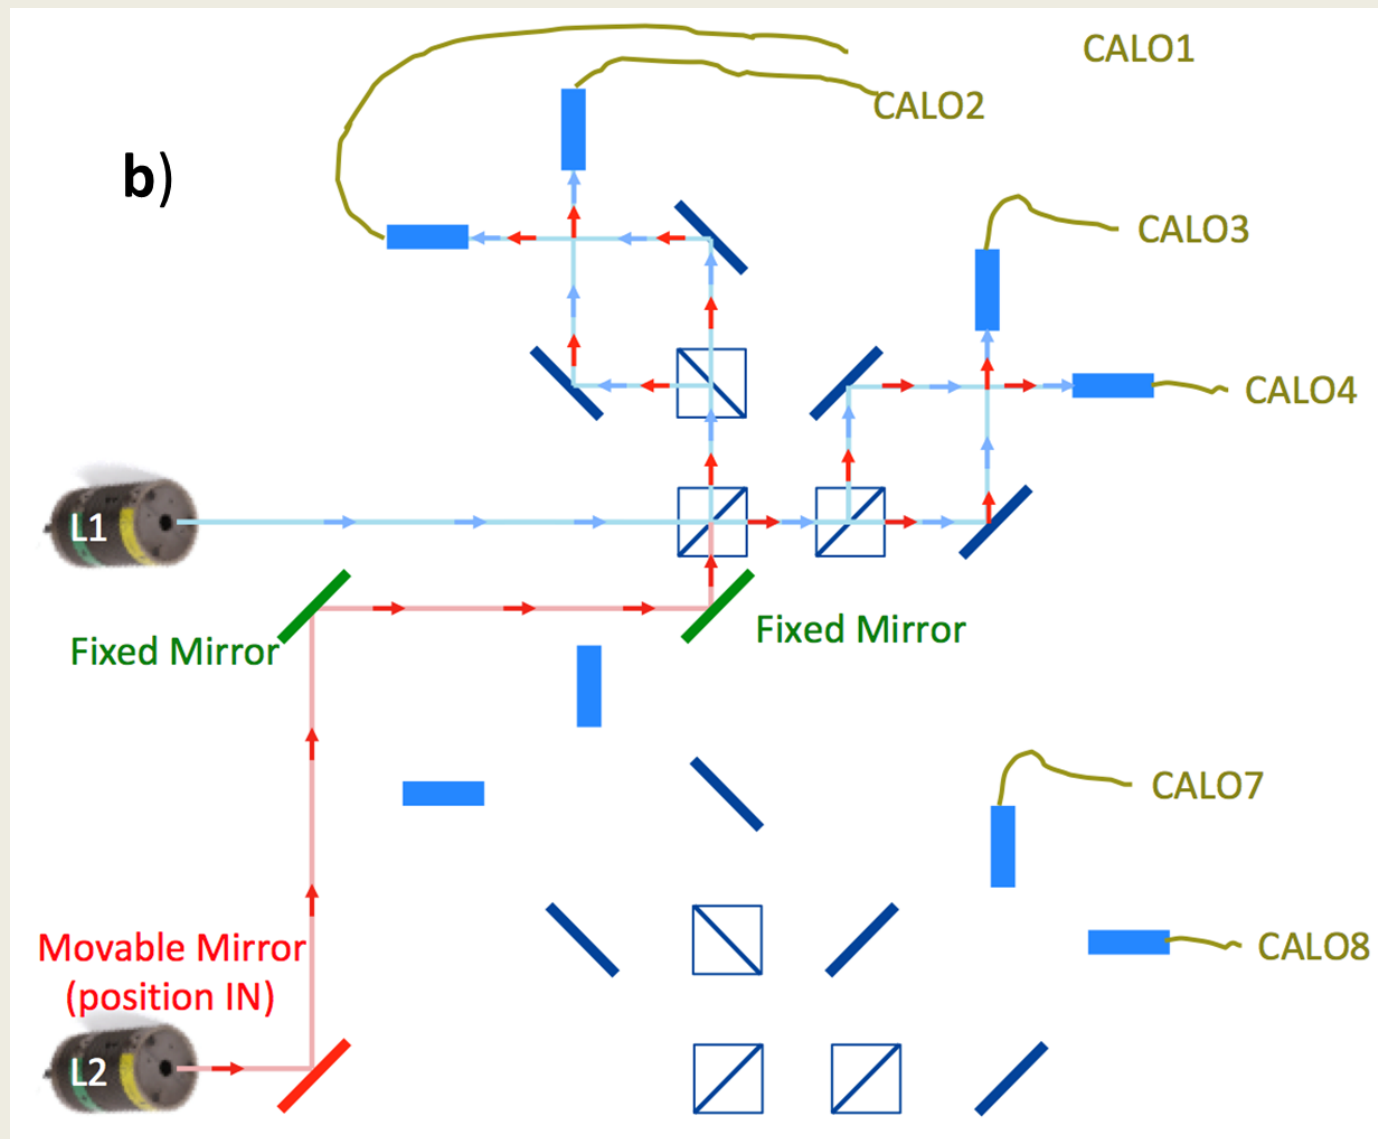 CALO1
CALO2
b)
CALO3
CALO4
L1
Fixed Mirror
Fixed Mirror
CALO7
Movable Mirror
(position IN)
CALO8
L2